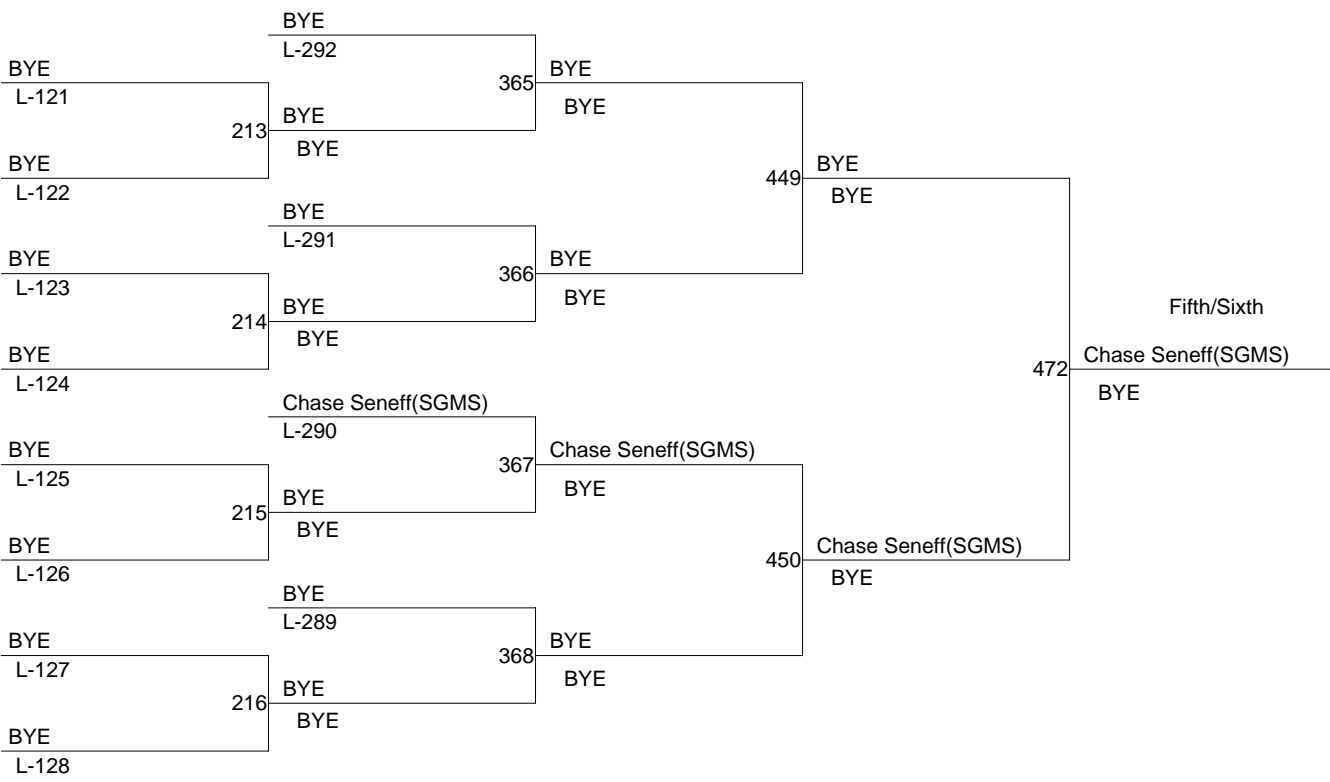 BYE
L-292
BYE
L-121
365
BYE
BYE
213
BYE
BYE
BYE
L-122
449
BYE
BYE
BYE
L-291
BYE
L-123
366
BYE
BYE
214
BYE
BYE
Fifth/Sixth
BYE
L-124
472
Chase Seneff(SGMS)
BYE
Chase Seneff(SGMS)
L-290
BYE
L-125
367
Chase Seneff(SGMS)
BYE
215
BYE
BYE
BYE
L-126
450
Chase Seneff(SGMS)
BYE
BYE
L-289
BYE
L-127
368
BYE
BYE
216
BYE
BYE
BYE
L-128